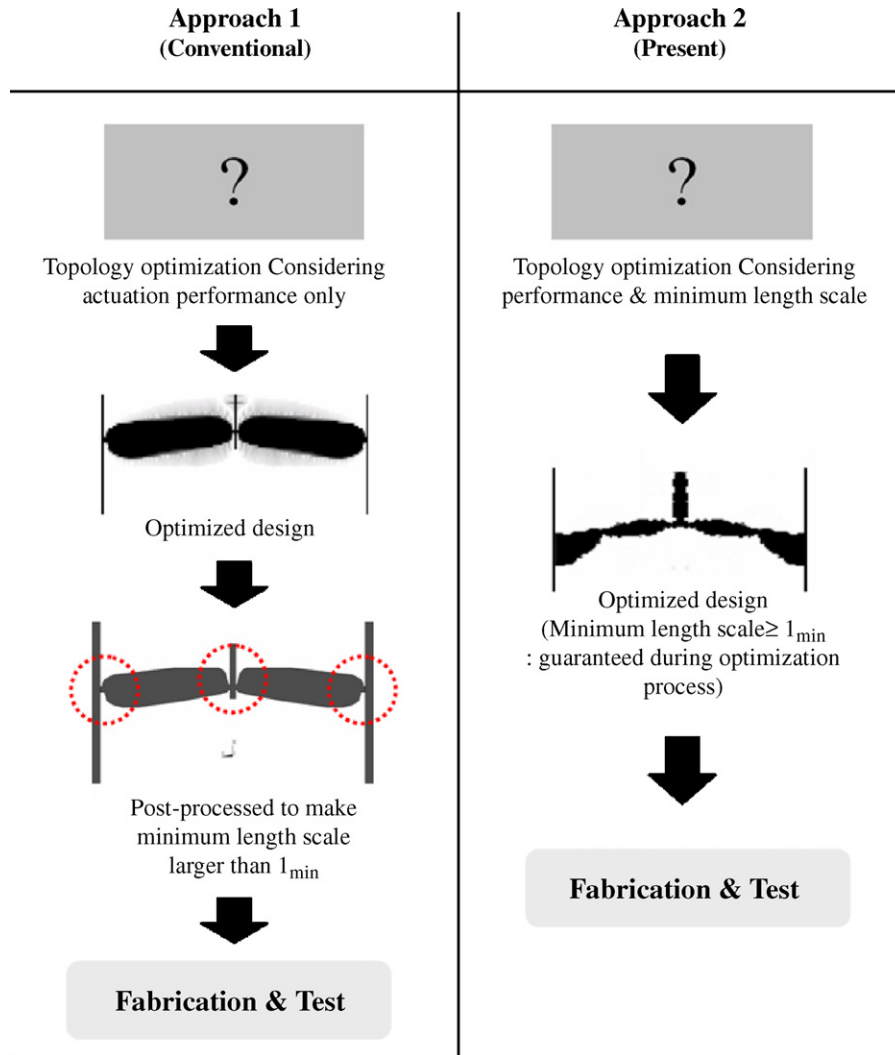 Approach 1
(Conventional)
?
Topology optimization Considering
actuation performance only
Optimized design
Post-processed to make
minimum length scale
larger than 1min
Fabrication & Test
Approach 2
(Present)
?
Topology optimization Considering
performance & minimum length scale
Optimized design
(Minimum length scale≥ 1min
: guaranteed during optimization
process)
Fabrication & Test